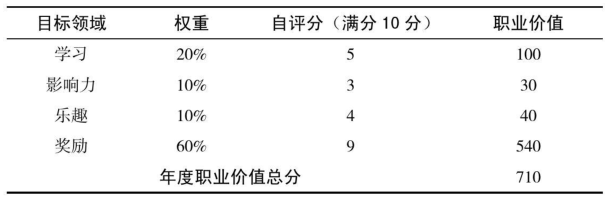 目标领域 权重 自评分（满分10分） 职业价值
学习 20% 5 100
影响力 10% 3 30
乐趣 10% 4 40
奖励 60% 9 540
年度职业价值总分 710